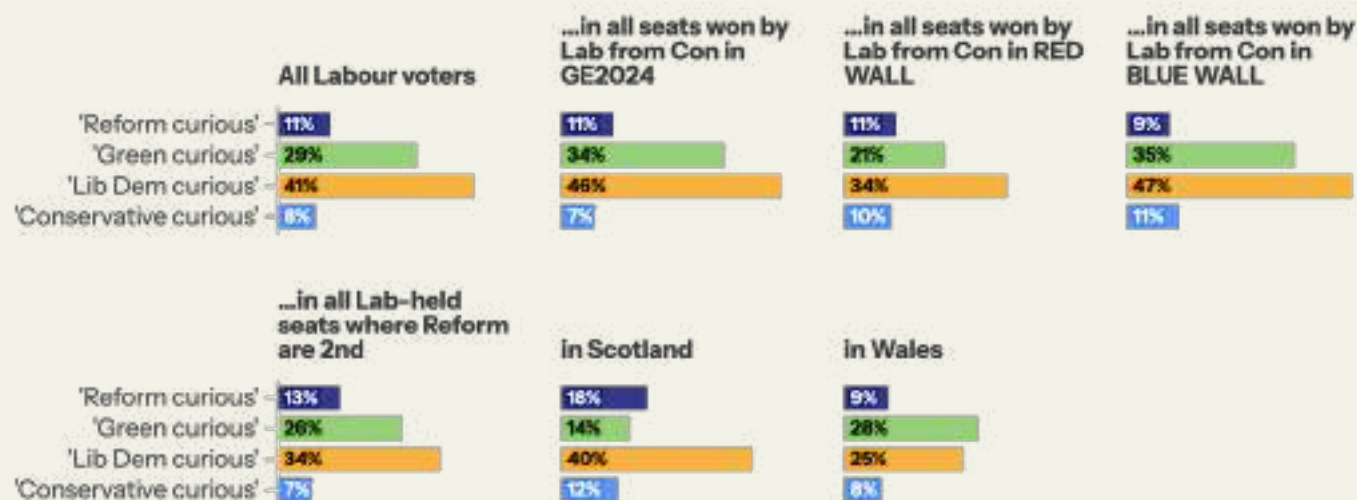 All Labour voters
...in all seats won by
Lab from Con in
GE2024
...in all seats won by
Lab from Con in RED
WALL
...in all seats won by
Lab from Con in
BLUE WALL
'Reform curious' 11% 11% 11% 9%
'Green curious' 29% 34% 21% 35%
'Lib Dem curious' 41% 46% 34% 47%
'Conservative curious' 8% 7% 10% 11%
...in all Lab-held
seats where Reform
are 2nd
in Scotland
in Wales
'Reform curious' 13% 18% 9%
'Green curious' 26% 14% 28%
'Lib Dem curious' 34% 40% 25%
'Conservative curious' 7% 12% 8%